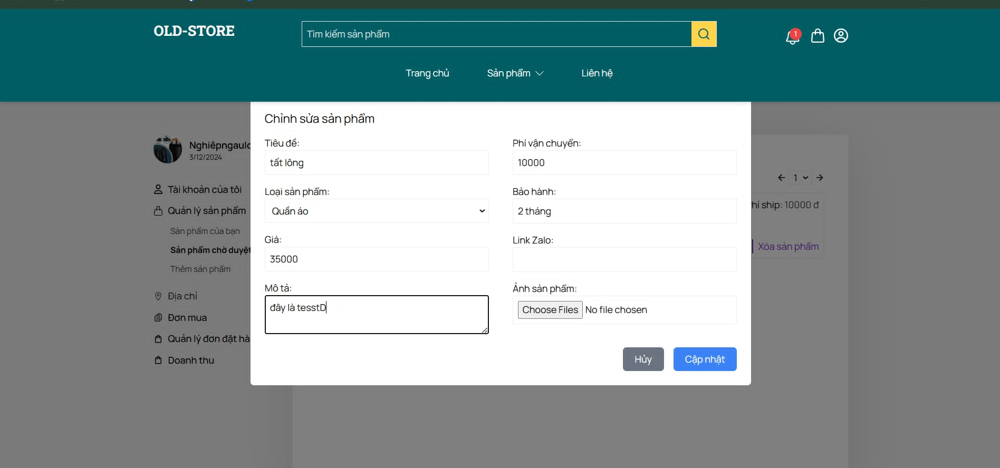 OLD-STORE
Tìm kiếm sản phẩm
1
Trang chủ
Sản phẩm
Liên hệ
Nghiêpngaulo
3/12/2024
Tài khoản của tôi
Quản lý sản phẩm
Sản phẩm của bạn
Sản phẩm chờ duyệt
Thêm sản phẩm
Địa chỉ
Đơn mua
Quản lý đơn đặt hà
Doanh thu
Chỉnh sửa sản phẩm
Tiêu đề:
tất lông
Loại sản phẩm:
Quần áo
Giá:
35000
Mô tả:
đây là tesstD
Phí vận chuyển:
10000
Bảo hành:
2 tháng
Link Zalo:
Ảnh sản phẩm:
Choose Files No file chosen
Hủy
Cập nhật
1
hí ship: 10000 đ
Xóa sản phẩm